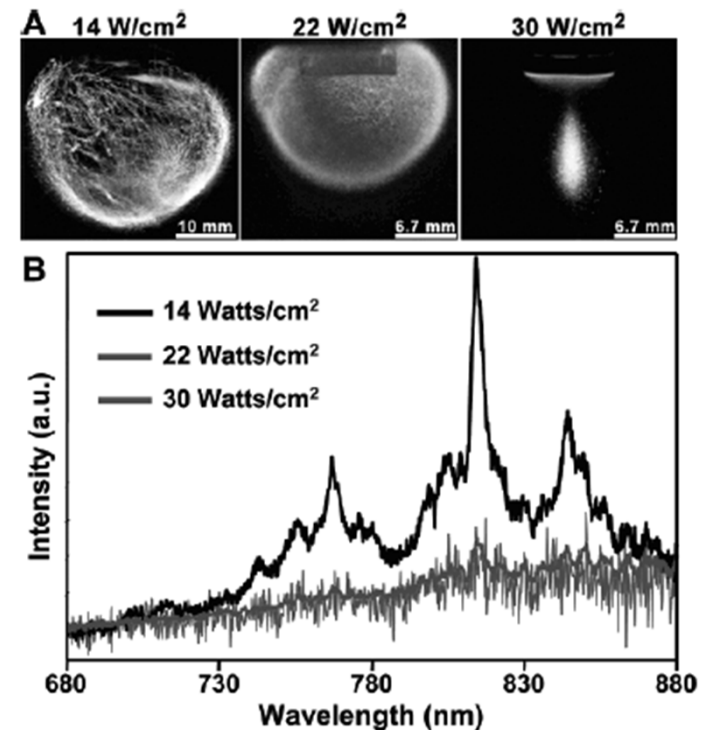 A 14 W/cm² 22 W/cm² 30 W/cm²
10 mm 6.7 mm 6.7 mm
B
14 Watts/cm²
22 Watts/cm²
30 Watts/cm²
Intensity (a.u.)
680 730 780 830 880
Wavelength (nm)